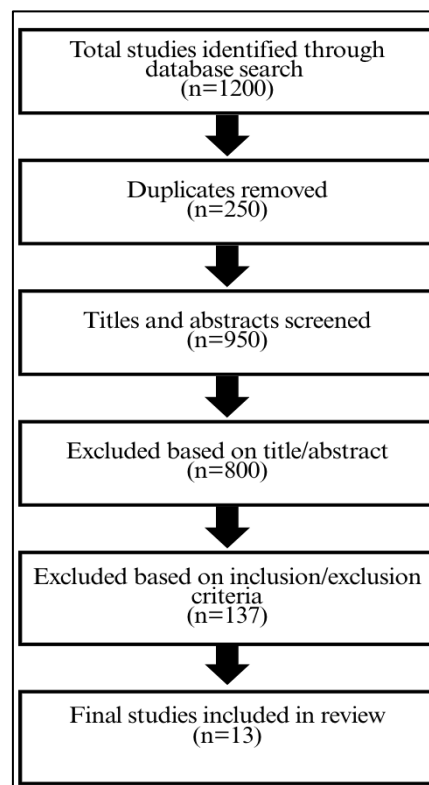 Total studies identified through
database search
(n=1200)
Duplicates removed
(n=250)
Titles and abstracts screened
(n=950)
Excluded based on title/abstract
(n=800)
Excluded based on inclusion/exclusion
criteria
(n=137)
Final studies included in review
(n=13)